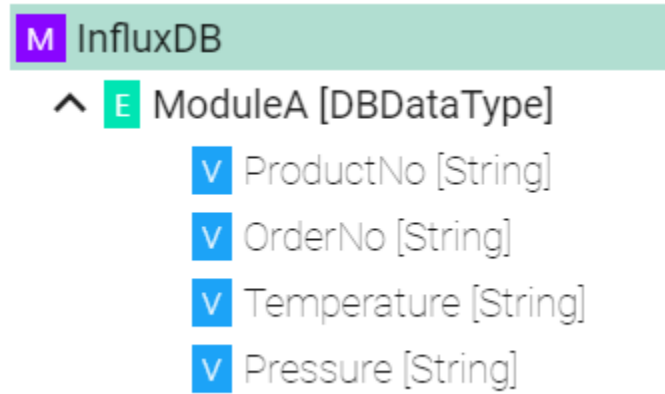 M InfluxDB
E ModuleA [DBDataType]
V ProductNo [String]
V OrderNo [String]
V Temperature [String]
V Pressure [String]